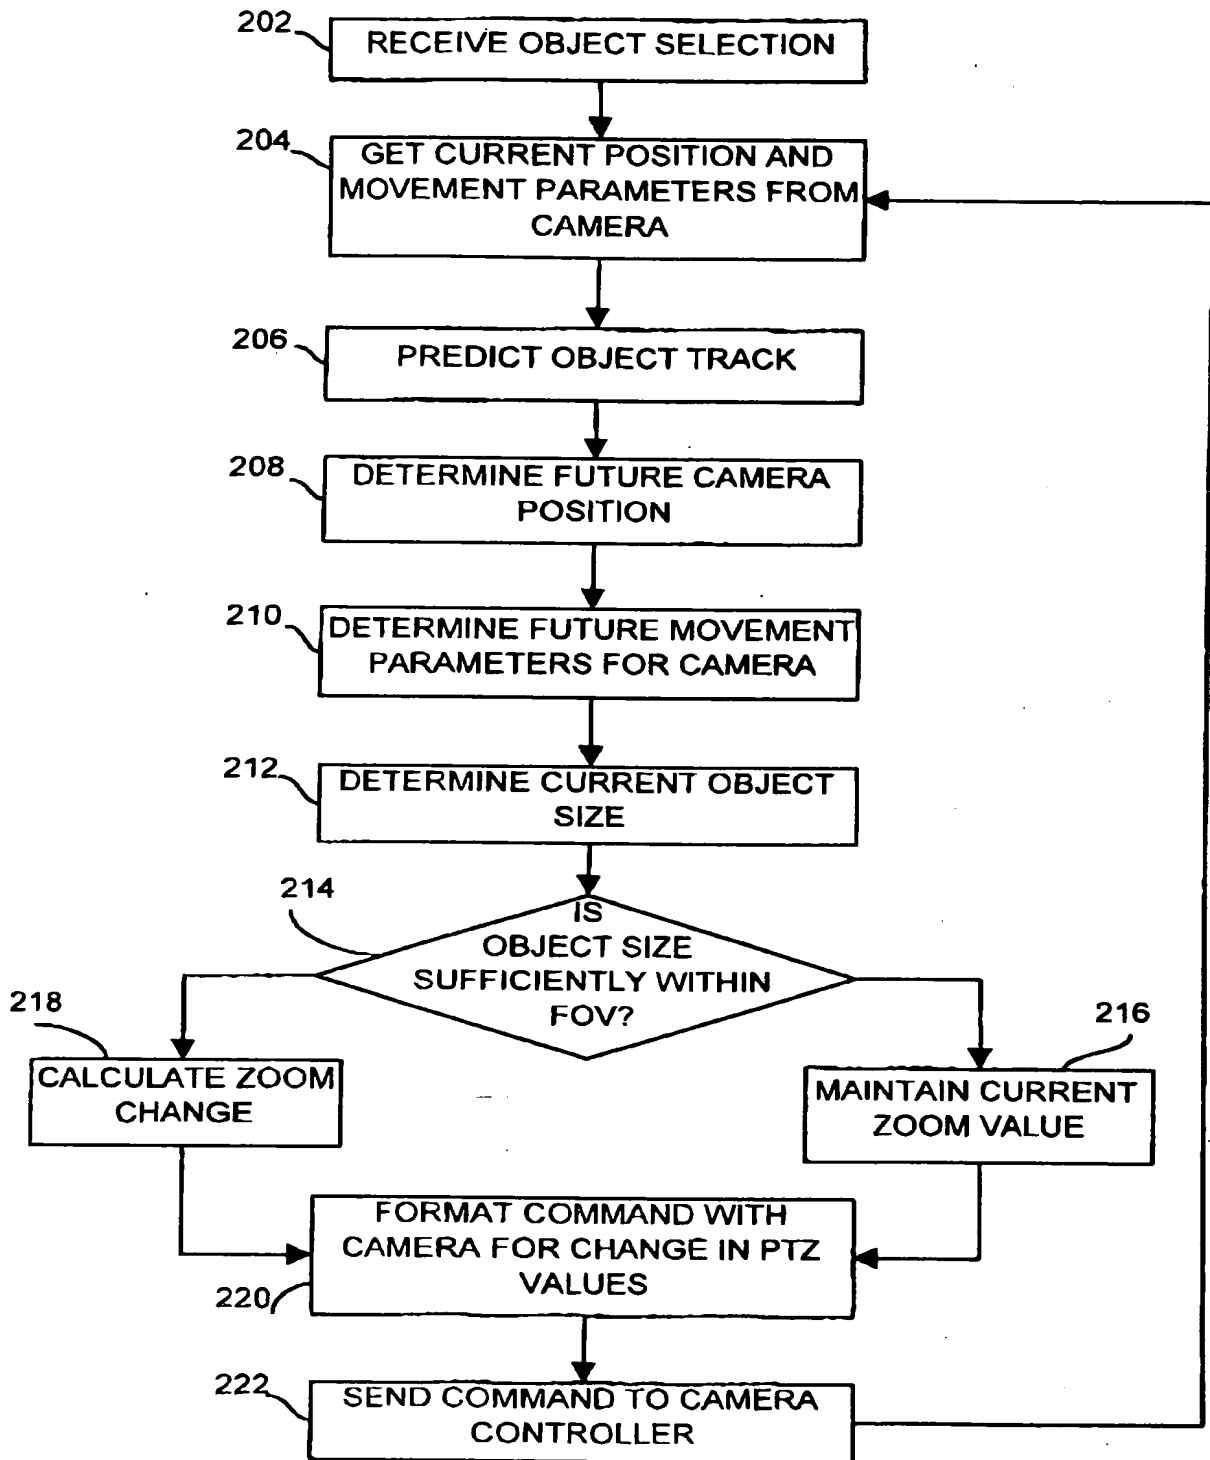 202
RECEIVE OBJECT SELECTION
204
GET CURRENT POSITION AND
MOVEMENT PARAMETERS FROM
CAMERA
206
PREDICT OBJECT TRACK
208
DETERMINE FUTURE CAMERA
POSITION
210
DETERMINE FUTURE MOVEMENT
PARAMETERS FOR CAMERA
212
DETERMINE CURRENT OBJECT
SIZE
214
IS
OBJECT SIZE
SUFFICIENTLY WITHIN
FOV?
218
CALCULATE ZOOM
CHANGE
216
MAINTAIN CURRENT
ZOOM VALUE
FORMAT COMMAND WITH
CAMERA FOR CHANGE IN PTZ
VALUES
220
222
SEND COMMAND TO CAMERA
CONTROLLER